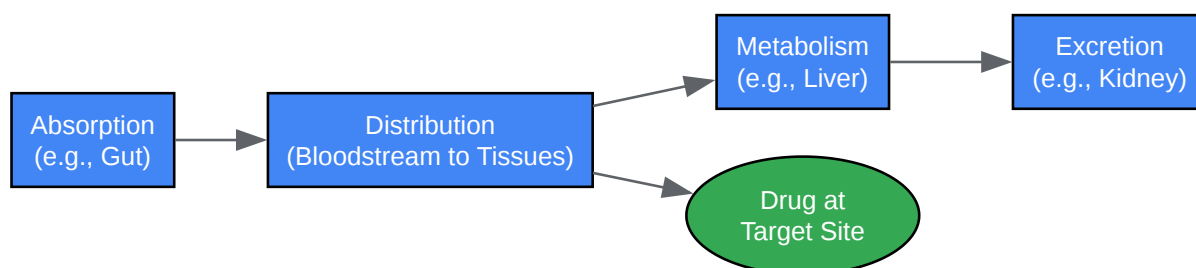 Absorption
(e.g., Gut)
Distribution
(Bloodstream to Tissues)
Metabolism
(e.g., Liver)
Excretion
(e.g., Kidney)
Drug at
Target Site